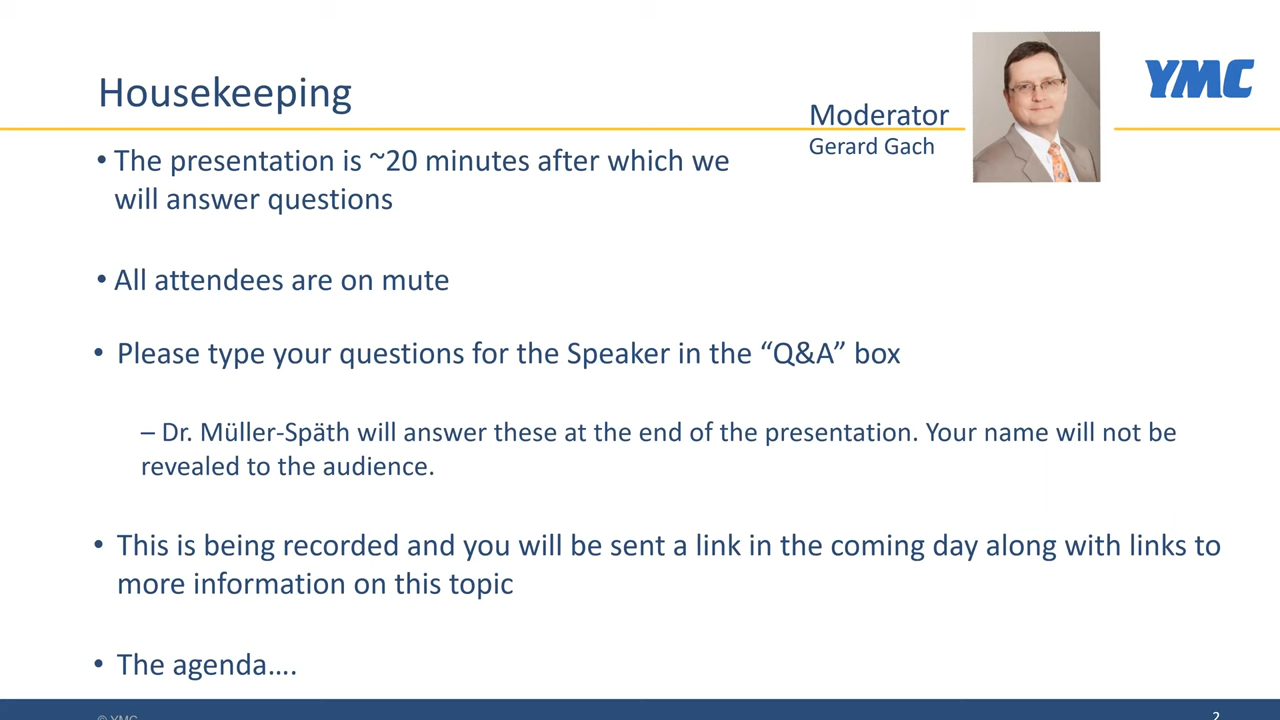 Housekeeping
Moderator
Gerard Gach
YMC
• The presentation is ~20 minutes after which we
will answer questions
• All attendees are on mute
• Please type your questions for the Speaker in the “Q&A” box
– Dr. Müller-Späth will answer these at the end of the presentation. Your name will not be
revealed to the audience.
• This is being recorded and you will be sent a link in the coming day along with links to
more information on this topic
• The agenda….
© YMC
2